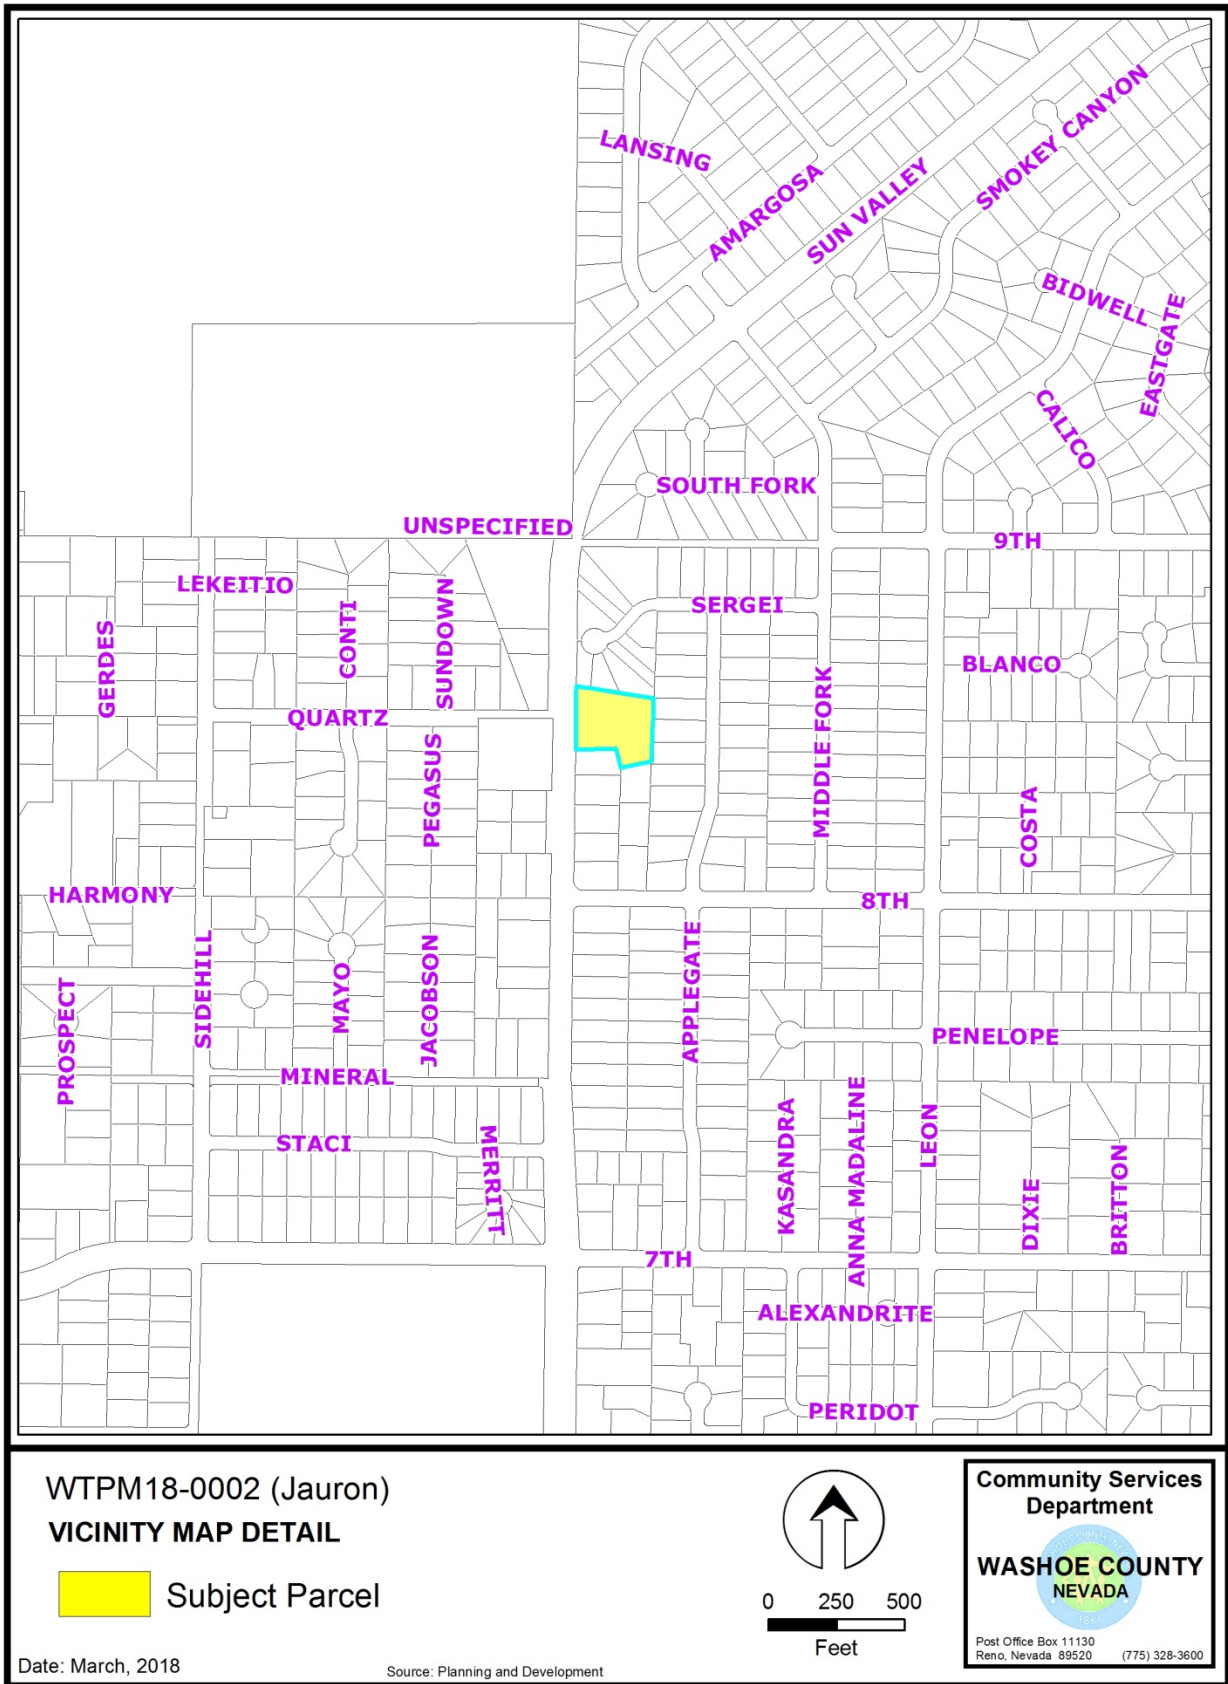 LANSING
AMARGOSA
SUN VALLEY
SMOKEY CANYON
BIDWELL
EASTGATE
CALICO
SOUTH FORK
UNSPECIFIED
9TH
LEKEITIO
CONTI
SUNDOWN
SERGEI
GERDES
BLANCO
QUARTZ
MIDDLE FORK
PEGASUS
COSTA
HARMONY
8TH
SIDEHILL
APPLEGATE
PROSPECT
MAYO
JACOBSON
PENELOPE
MINERAL
KASANDRA
ANNA MADALINE
LEON
STACI
MERRITT
DIXIE
BRITTON
7TH
ALEXANDRITE
PERIDOT
WTPM18-0002 (Jauron)
VICINITY MAP DETAIL
Subject Parcel
Date: March, 2018
Source: Planning and Development
0 250 500
Feet
Community Services
Department
WASHOE COUNTY
NEVADA
1861
Post Office Box 11130
Reno, Nevada 89520 (775) 328-3600